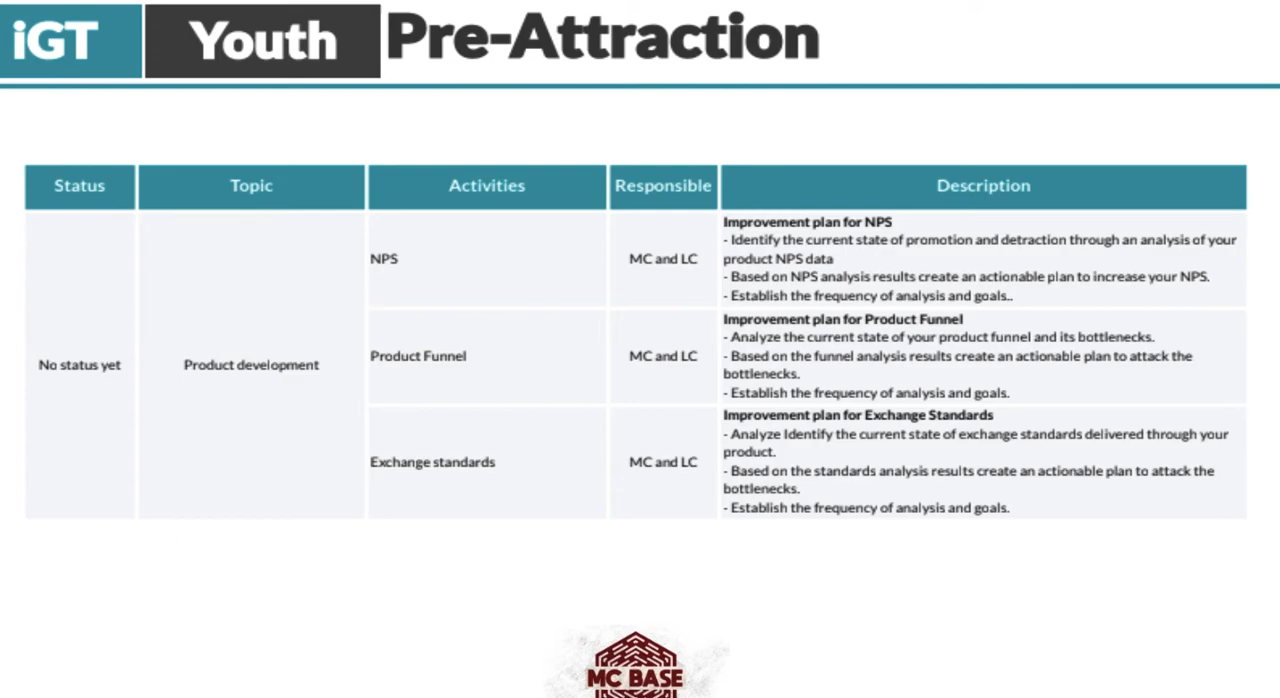 iGT Youth Pre-Attraction
Status Topic Activities Responsible Description
No status yet
Product development
NPS
MC and LC
Improvement plan for NPS
- Identify the current state of promotion and detraction through an analysis of your
product NPS data
- Based on NPS analysis results create an actionable plan to increase your NPS.
- Establish the frequency of analysis and goals..
Product Funnel
MC and LC
Improvement plan for Product Funnel
- Analyze the current state of your product funnel and its bottlenecks.
- Based on the funnel analysis results create an actionable plan to attack the
bottlenecks.
- Establish the frequency of analysis and goals.
Exchange standards
MC and LC
Improvement plan for Exchange Standards
- Analyze Identify the current state of exchange standards delivered through your
product.
- Based on the standards analysis results create an actionable plan to attack the
bottlenecks.
- Establish the frequency of analysis and goals.
MC BASE